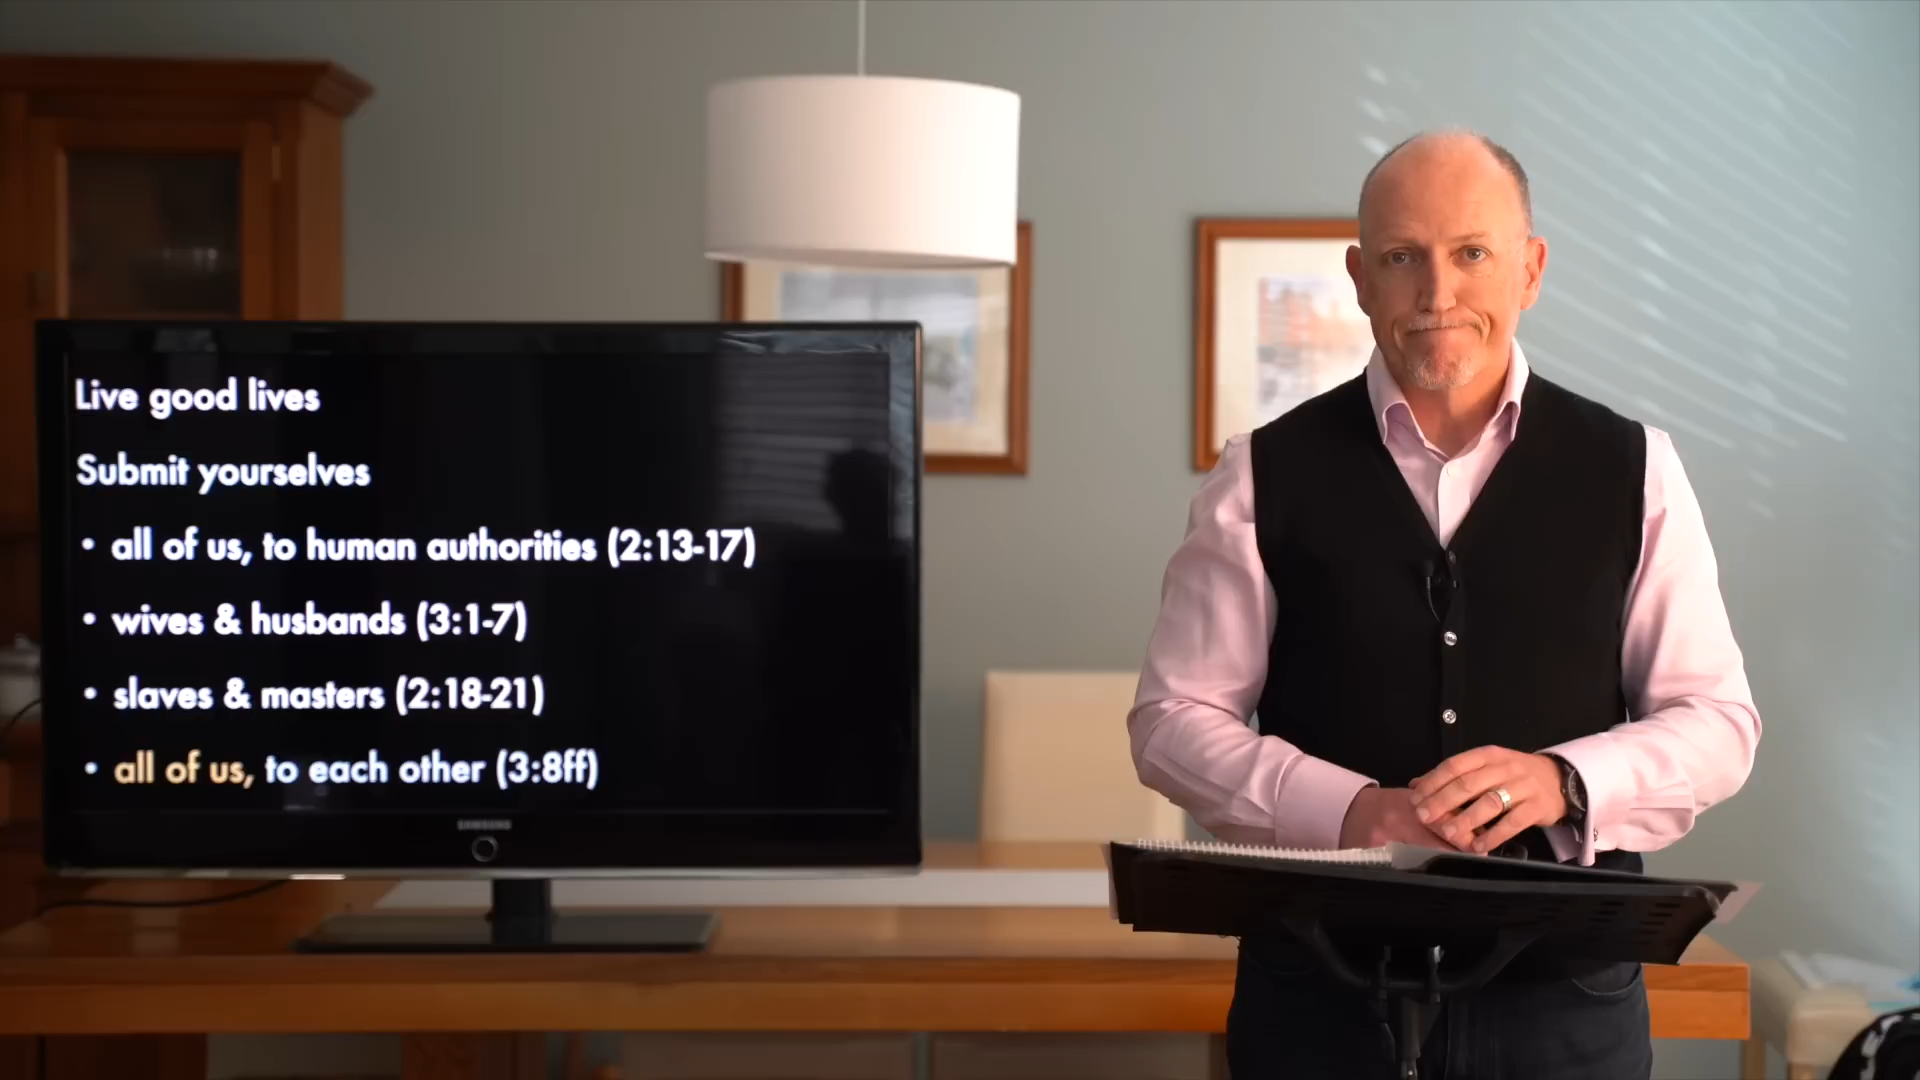 Live good lives
Submit yourselves
• all of us, to human authorities (2:13-17)
• wives & husbands (3:1-7)
• slaves & masters (2:18-21)
• all of us, to each other (3:8ff)
SAMSUNG